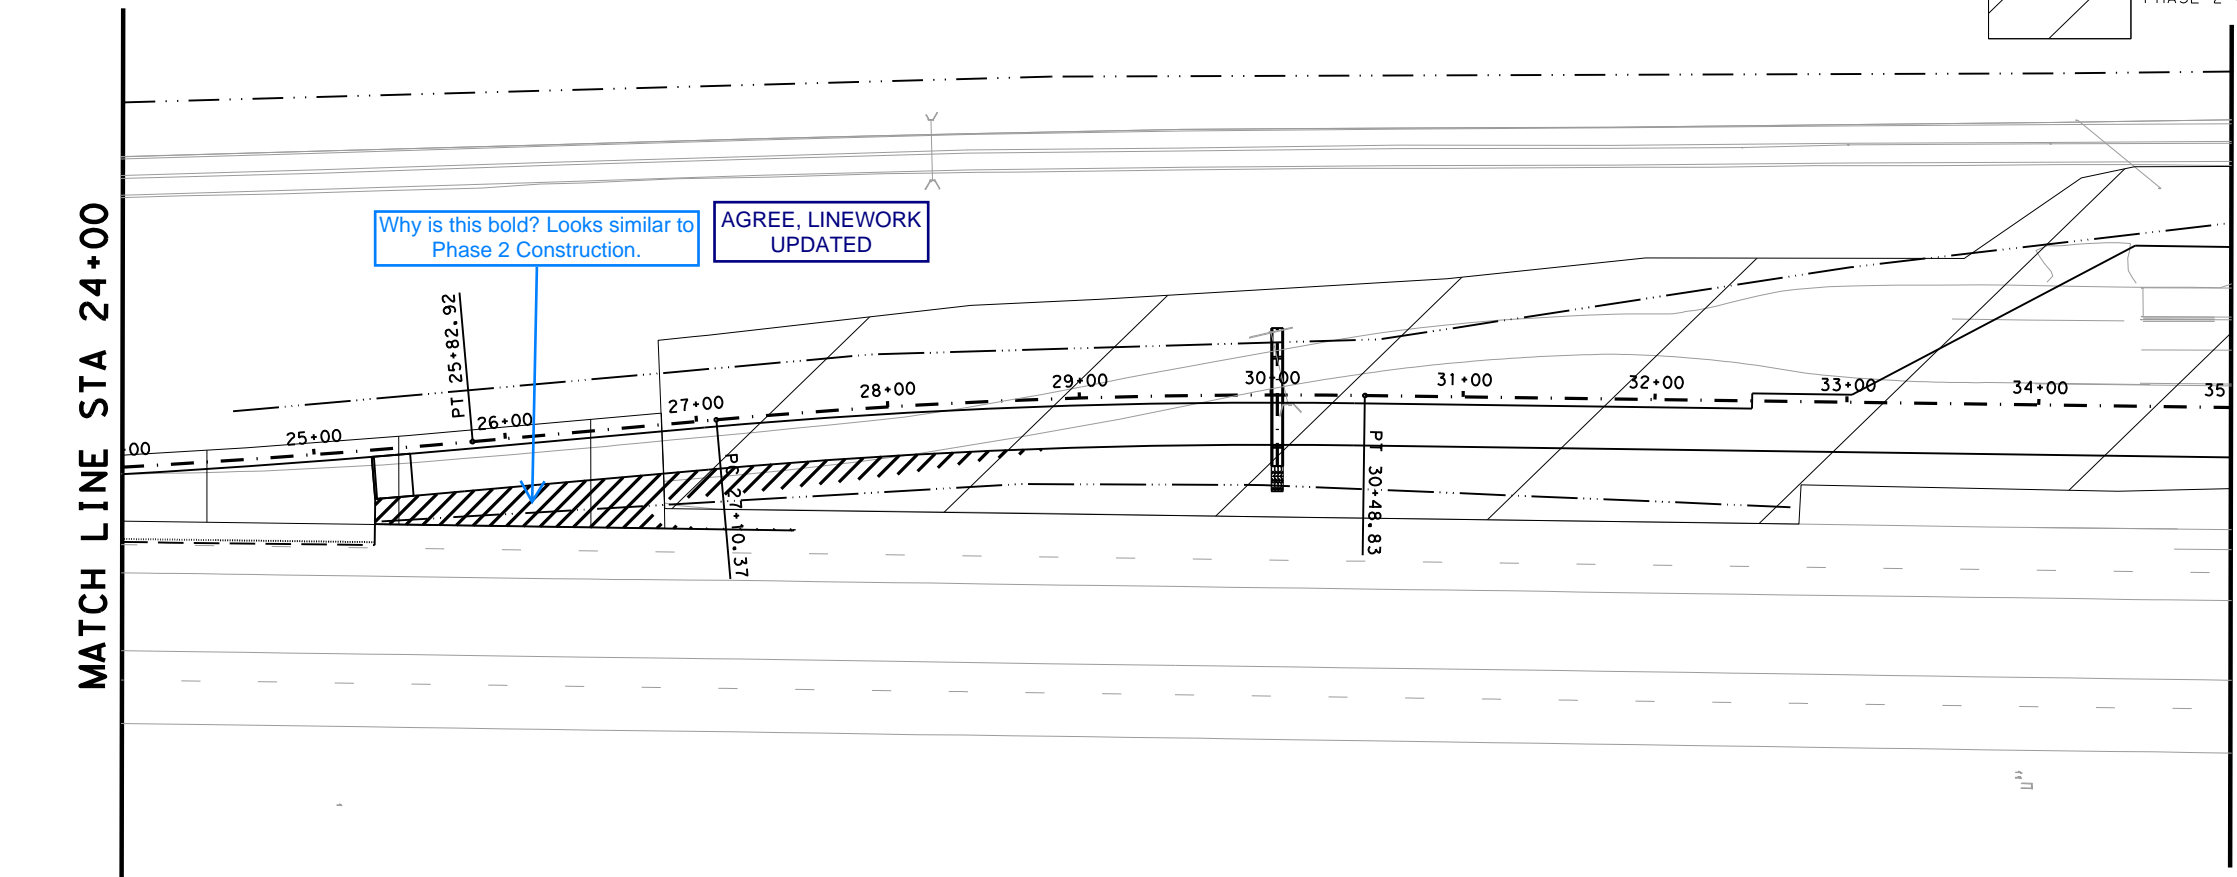 MATCH LINE STA 24+00
Why is this bold? Looks similar to
Phase 2 Construction.
AGREE, LINEWORK
UPDATED
PT 25+82.92
00
25+00
26+00
27+00
28+00
29+00
30+00
31+00
32+00
33+00
34+00
35
PC 27+10.37
PT 30+48.83